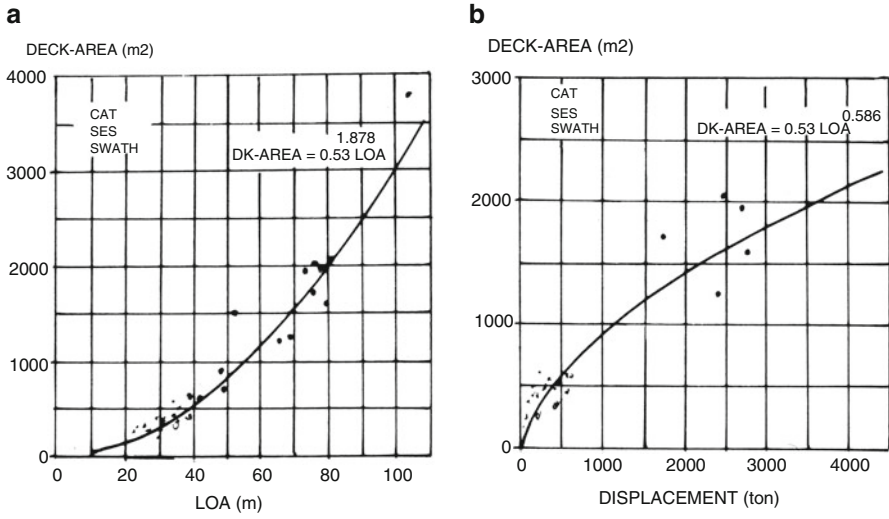 a
DECK-AREA (m2)
4000
3000
2000
1000
0
CAT
SES
SWATH
1.878
DK-AREA = 0.53 LOA
0 20 40 60 80 100
LOA (m)
b
DECK-AREA (m2)
3000
2000
1000
0
CAT
SES
SWATH
0.586
DK-AREA = 0.53 LOA
0 1000 2000 3000 4000
DISPLACEMENT (ton)